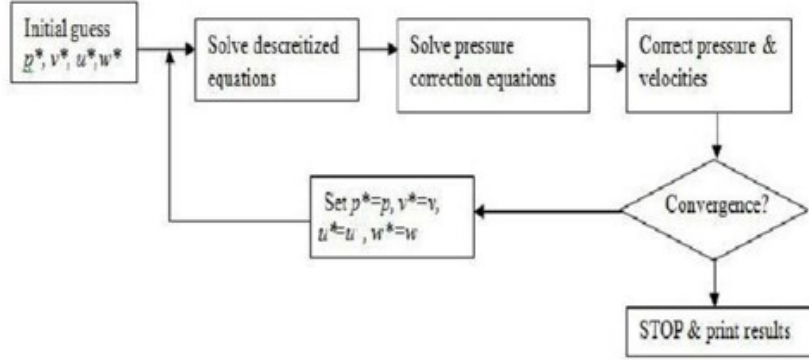 Initial guess
p*, v*, u*,w*
Solve descreitized
equations
Solve pressure
correction equations
Correct pressure &
velocities
Convergence?
Set p*=p, v*=v,
u*=u , w*=w
STOP & print results